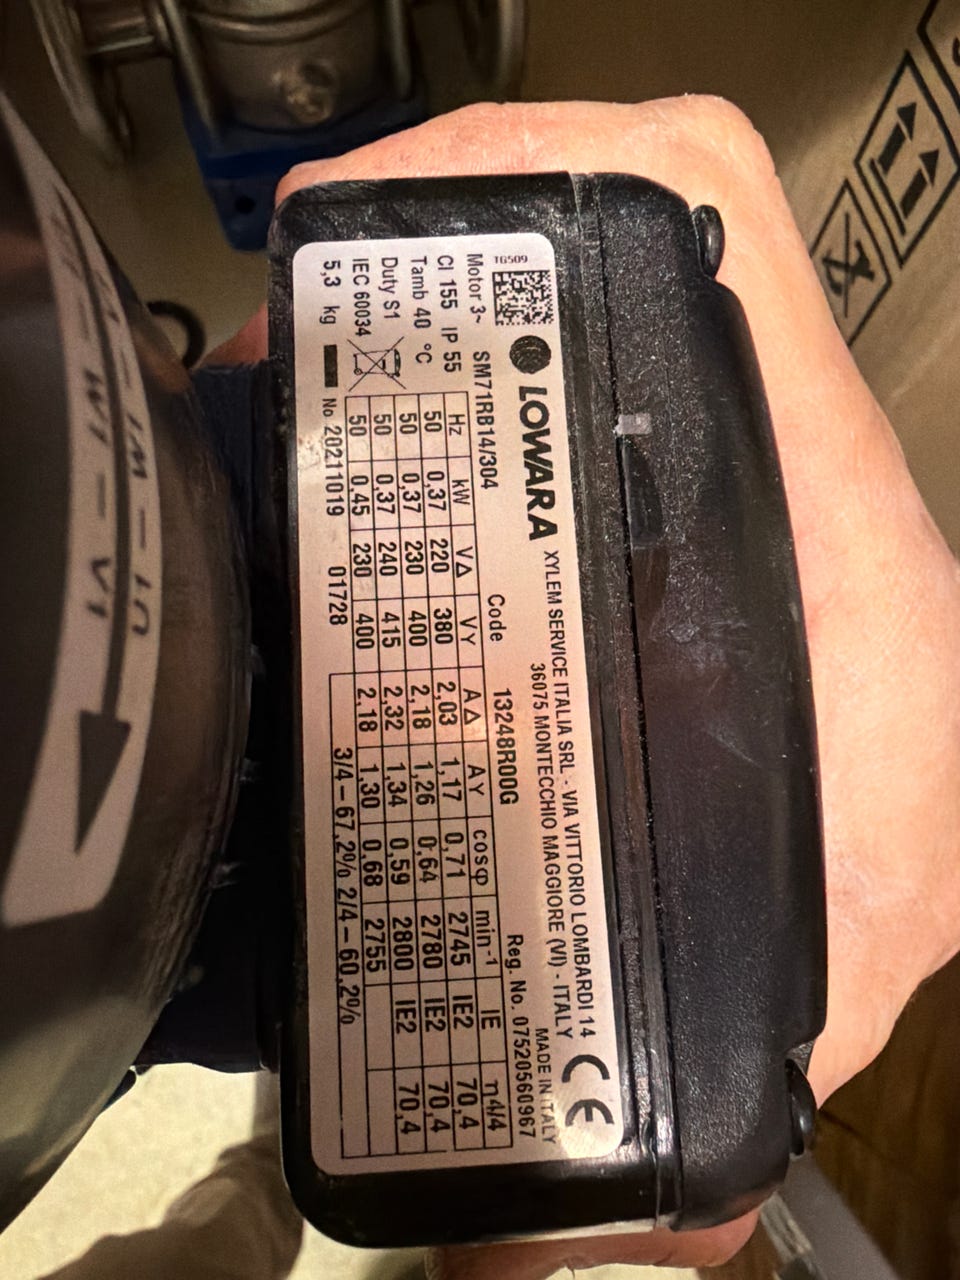 LOWARA
XYLEM SERVICE ITALIA SRL - VIA VITTORIO LOMBARDI 14
36075 MONTECCHIO MAGGIORE (VI) - ITALY
MADE IN ITALY
CE
TG509
Motor 3~ SM71RB14/304 Code 13248R00G Reg. No. 07520560967
CI 155 IP 55
Tamb 40 °C
Duty S1
IEC 60034
5,3 kg
Hz kW V△ VY A△ AY cosφ min⁻¹ IE η4/4
50 0,37 220 380 2,03 1,17 0,71 2745 IE2 70,4
50 0,37 230 400 2,18 1,26 0,64 2780 IE2 70,4
50 0,37 240 415 2,32 1,34 0,59 2800 IE2 70,4
50 0,45 230 400 2,18 1,30 0,68 2755
No 202111019 01728 3/4–67,2% 2/4–60,2%